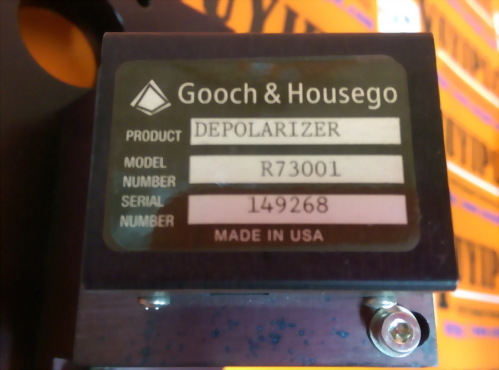 Gooch & Housego
PRODUCT DEPOLARIZER
MODEL NUMBER R73001
SERIAL NUMBER 149268
MADE IN USA